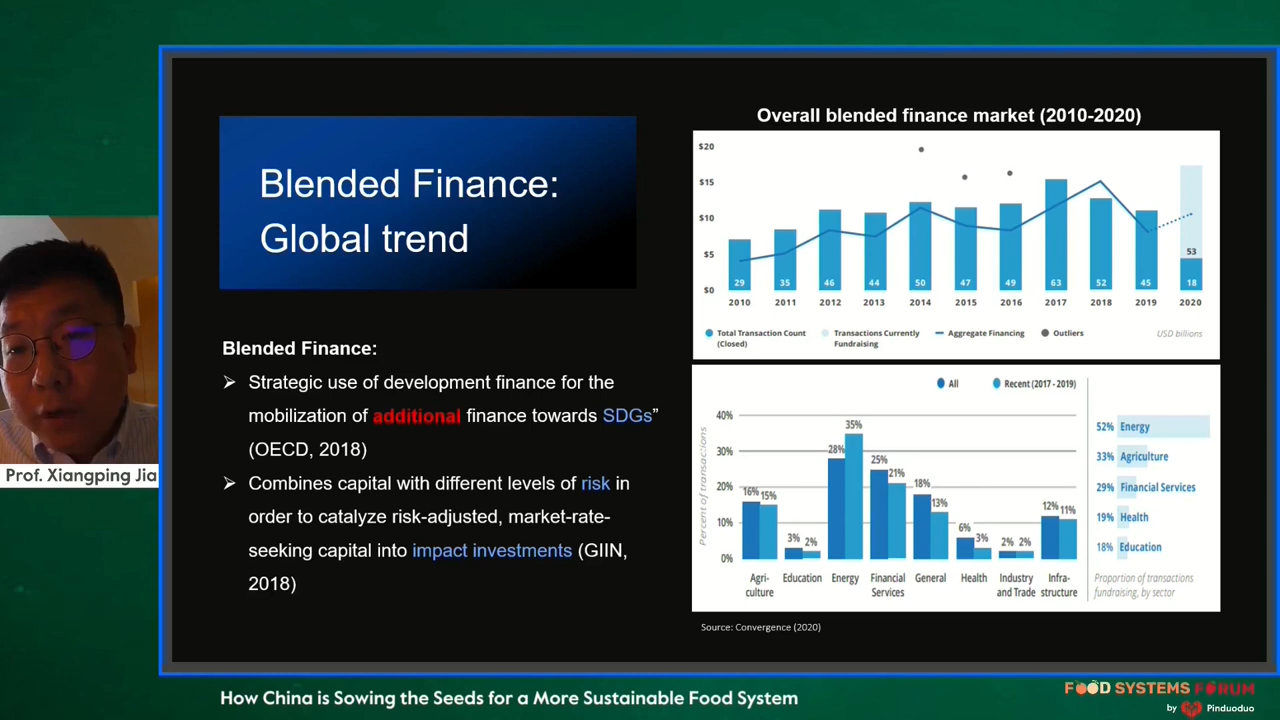 Overall blended finance market (2010-2020)
Blended Finance:
Global trend
$20
$15
$10
$5
$0
53
29
35
46
44
50
47
49
63
52
45
18
2010
2011
2012
2013
2014
2015
2016
2017
2018
2019
2020
Total Transaction Count
(Closed)
Transactions Currently
Fundraising
Aggregate Financing
Outliers
USD billions
Blended Finance:
➢ Strategic use of development finance for the
mobilization of additional finance towards SDGs”
(OECD, 2018)
➢ Combines capital with different levels of risk in
order to catalyze risk-adjusted, market-rate-
seeking capital into impact investments (GIIN,
2018)
All
Recent (2017 - 2019)
Percent of transactions
40%
30%
20%
10%
0%
16%
15%
3%
2%
28%
35%
25%
21%
18%
13%
6%
3%
2%
2%
12%
11%
Agri-
culture
Education
Energy
Financial
Services
General
Health
Industry
and Trade
Infra-
structure
52% Energy
33% Agriculture
29% Financial Services
19% Health
18% Education
Proportion of transactions
fundraising, by sector
Source: Convergence (2020)
Prof. Xiangping Jia
How China is Sowing the Seeds for a More Sustainable Food System
FOOD SYSTEMS FORUM
by Pinduoduo